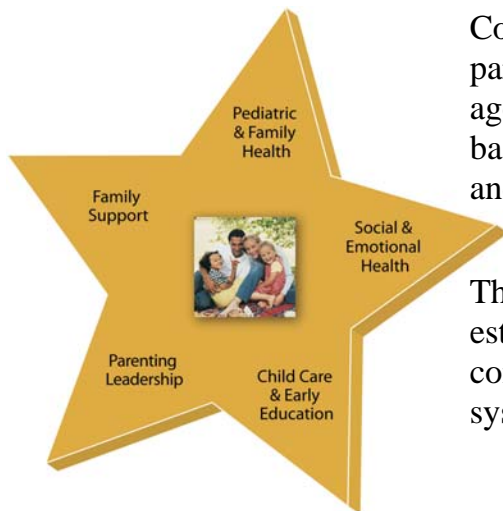 Pediatric
& Family
Health
Family
Support
Social &
Emotional
Health
Parenting
Leadership
Child Care
& Early
Education